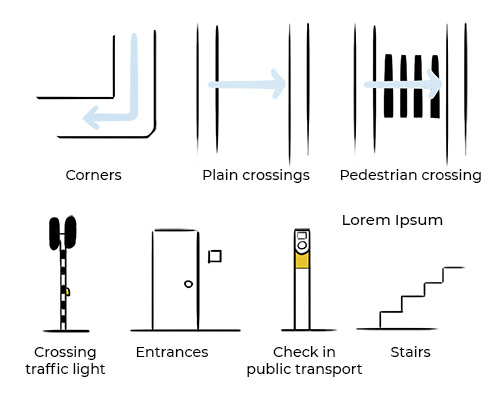 Corners
Plain crossings
Pedestrian crossing
Lorem Ipsum
Crossing
traffic light
Entrances
Check in
public transport
Stairs